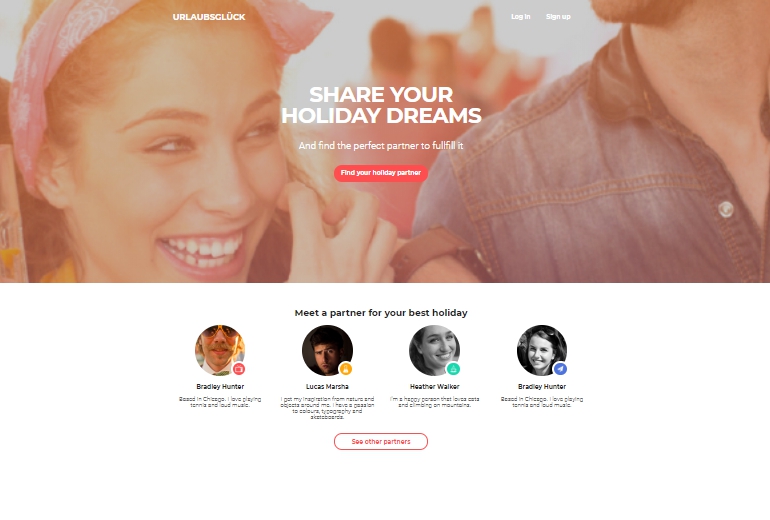 URLAUBSGLÜCK
Log in Sign up
SHARE YOUR
HOLIDAY DREAMS
And find the perfect partner to fullfill it
Find your holiday partner
Meet a partner for your best holiday
Bradley Hunter
Based in Chicago. I love playing
tennis and loud music.
Lucas Marsha
I get my inspiration from nature and
objects around me. I have a passion
to colours, typography and
skateboards.
Heather Walker
I'm a happy person that loves cats
and climbing on mountains.
Bradley Hunter
Based in Chicago. I love playing
tennis and loud music.
See other partners